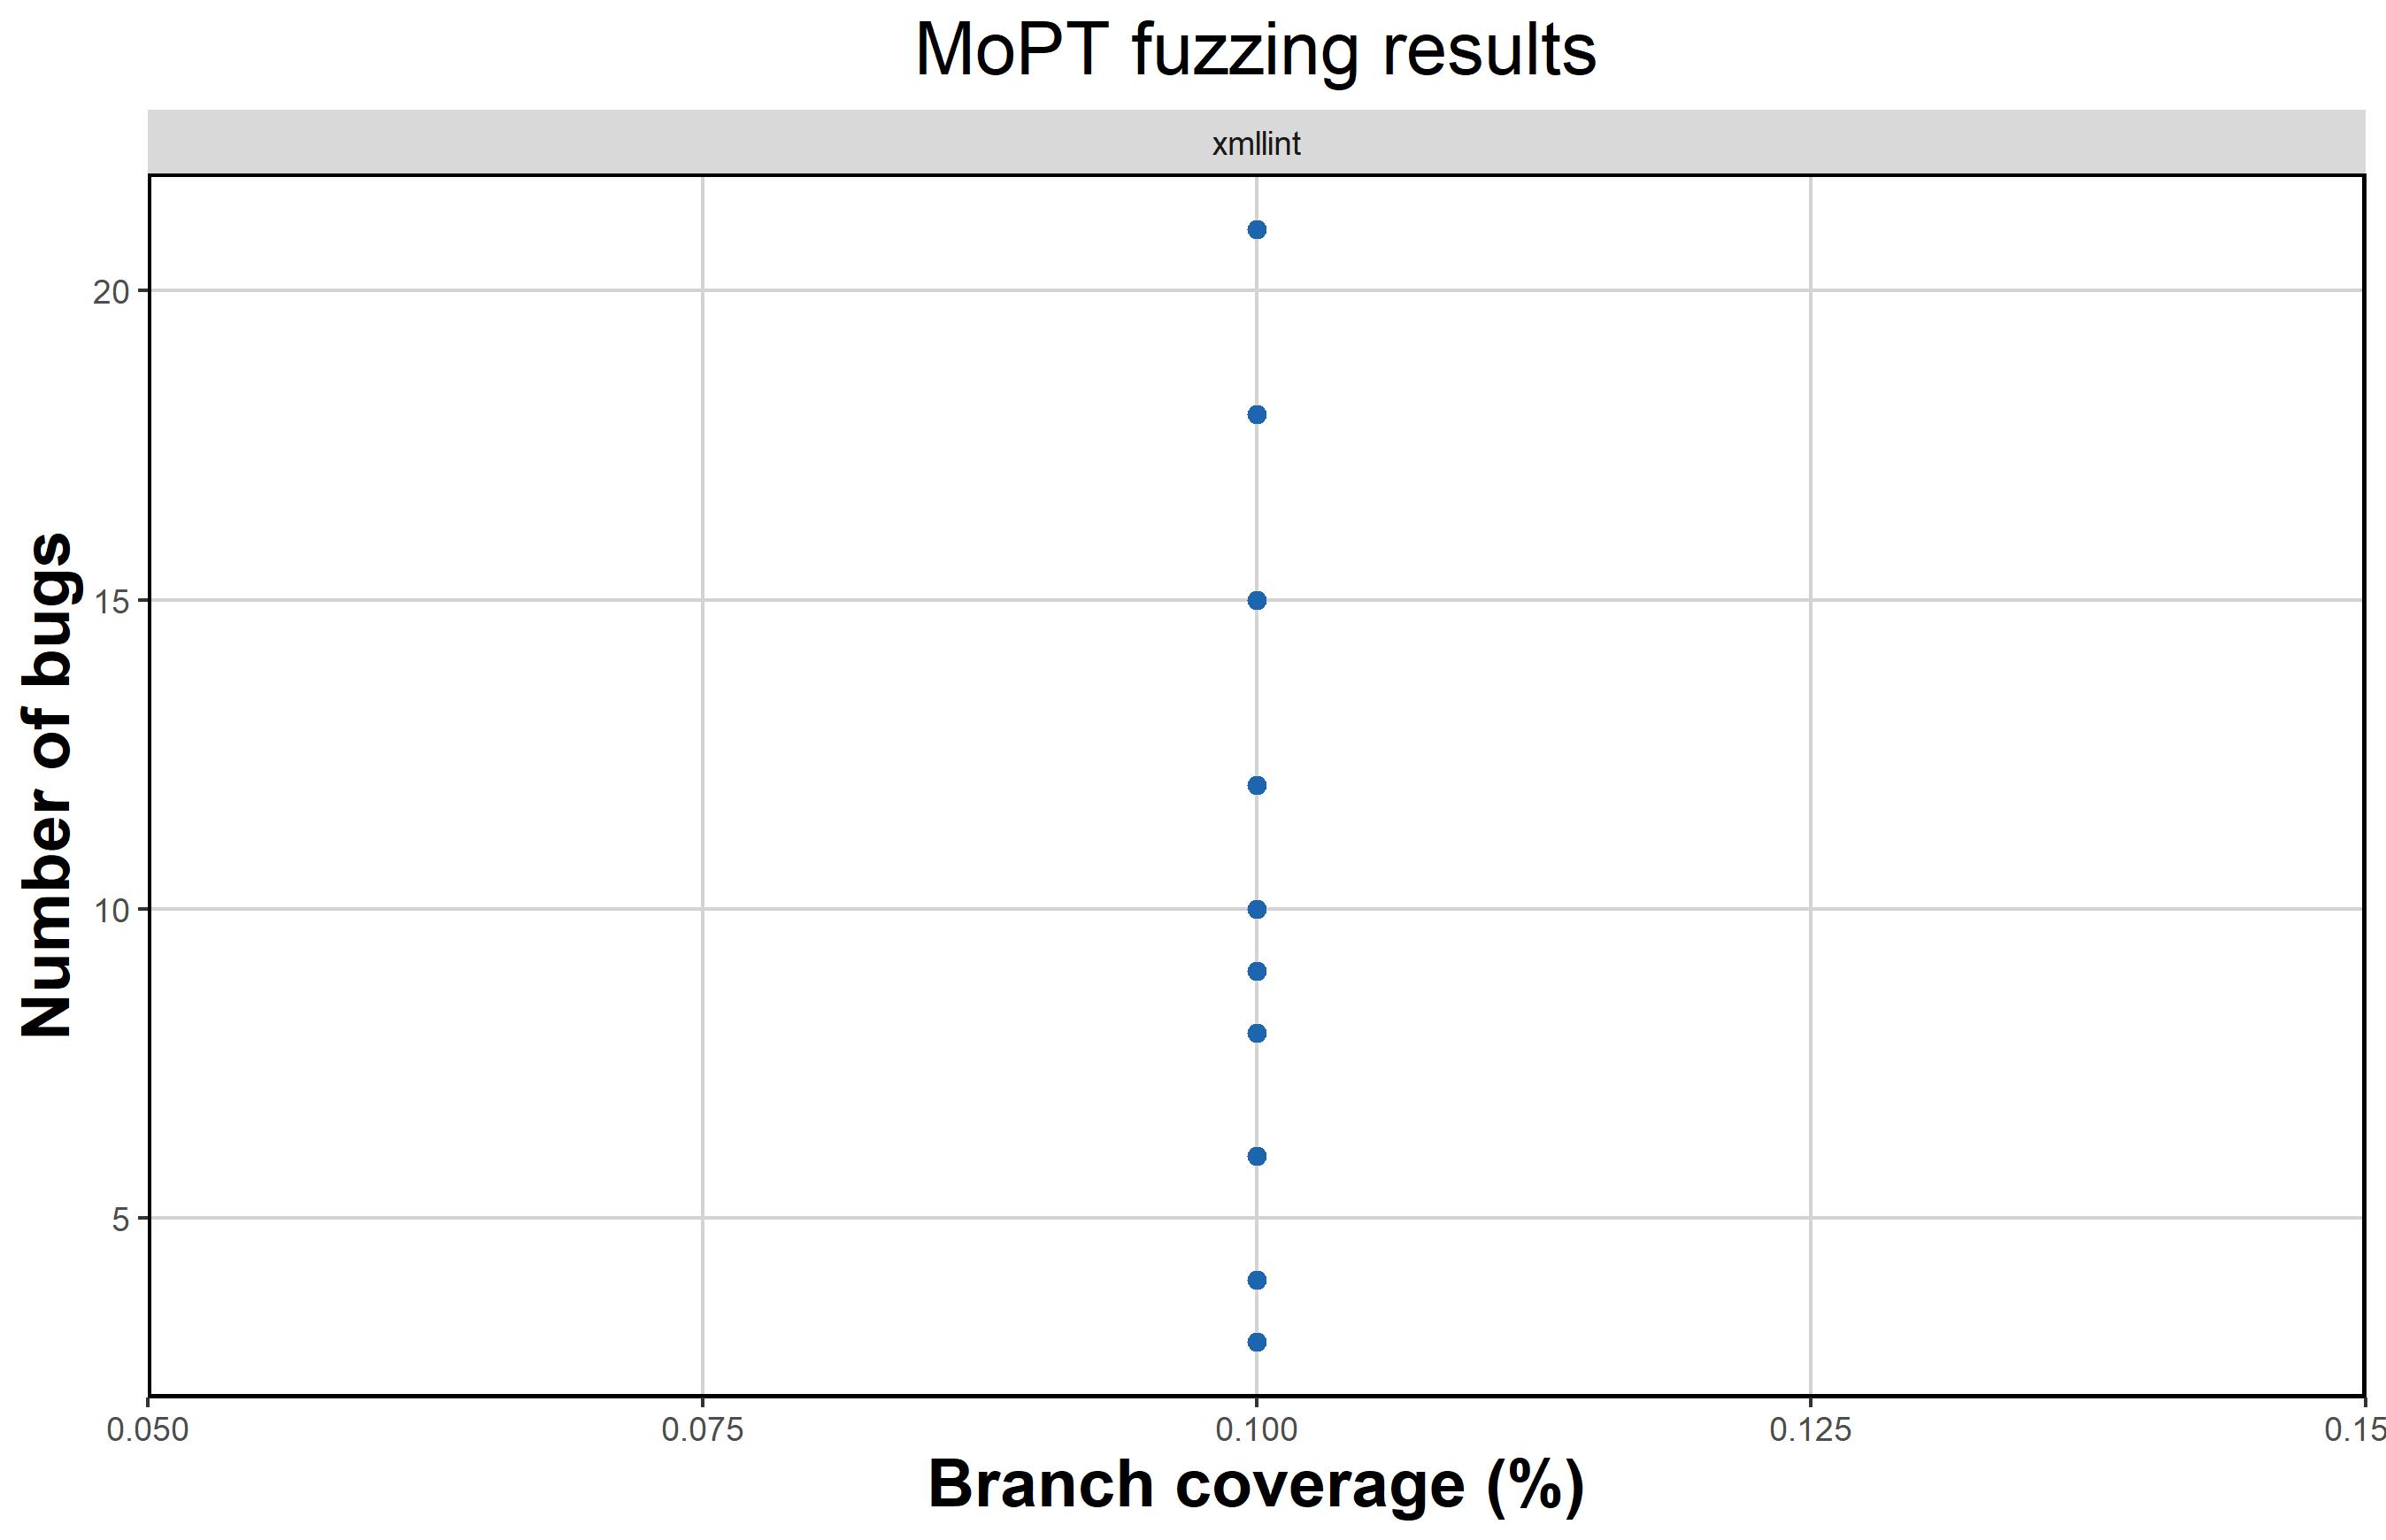 MoPT fuzzing results
xmllint
Number of bugs
20
15
10
5
0.050 0.075 0.100 0.125 0.15
Branch coverage (%)